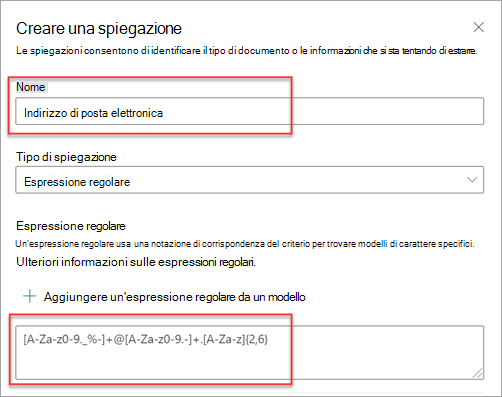 Creare una spiegazione
Le spiegazioni consentono di identificare il tipo di documento o le informazioni che si sta tentando di estrarre.
Nome
Indirizzo di posta elettronica
Tipo di spiegazione
Espressione regolare
Espressione regolare
Un'espressione regolare usa una notazione di corrispondenza del criterio per trovare modelli di carattere specifici.
Ulteriori informazioni sulle espressioni regolari.
Aggiungere un'espressione regolare da un modello
[A-Za-z0-9._%-]+@[A-Za-z0-9.-]+.[A-Za-z]{2,6}